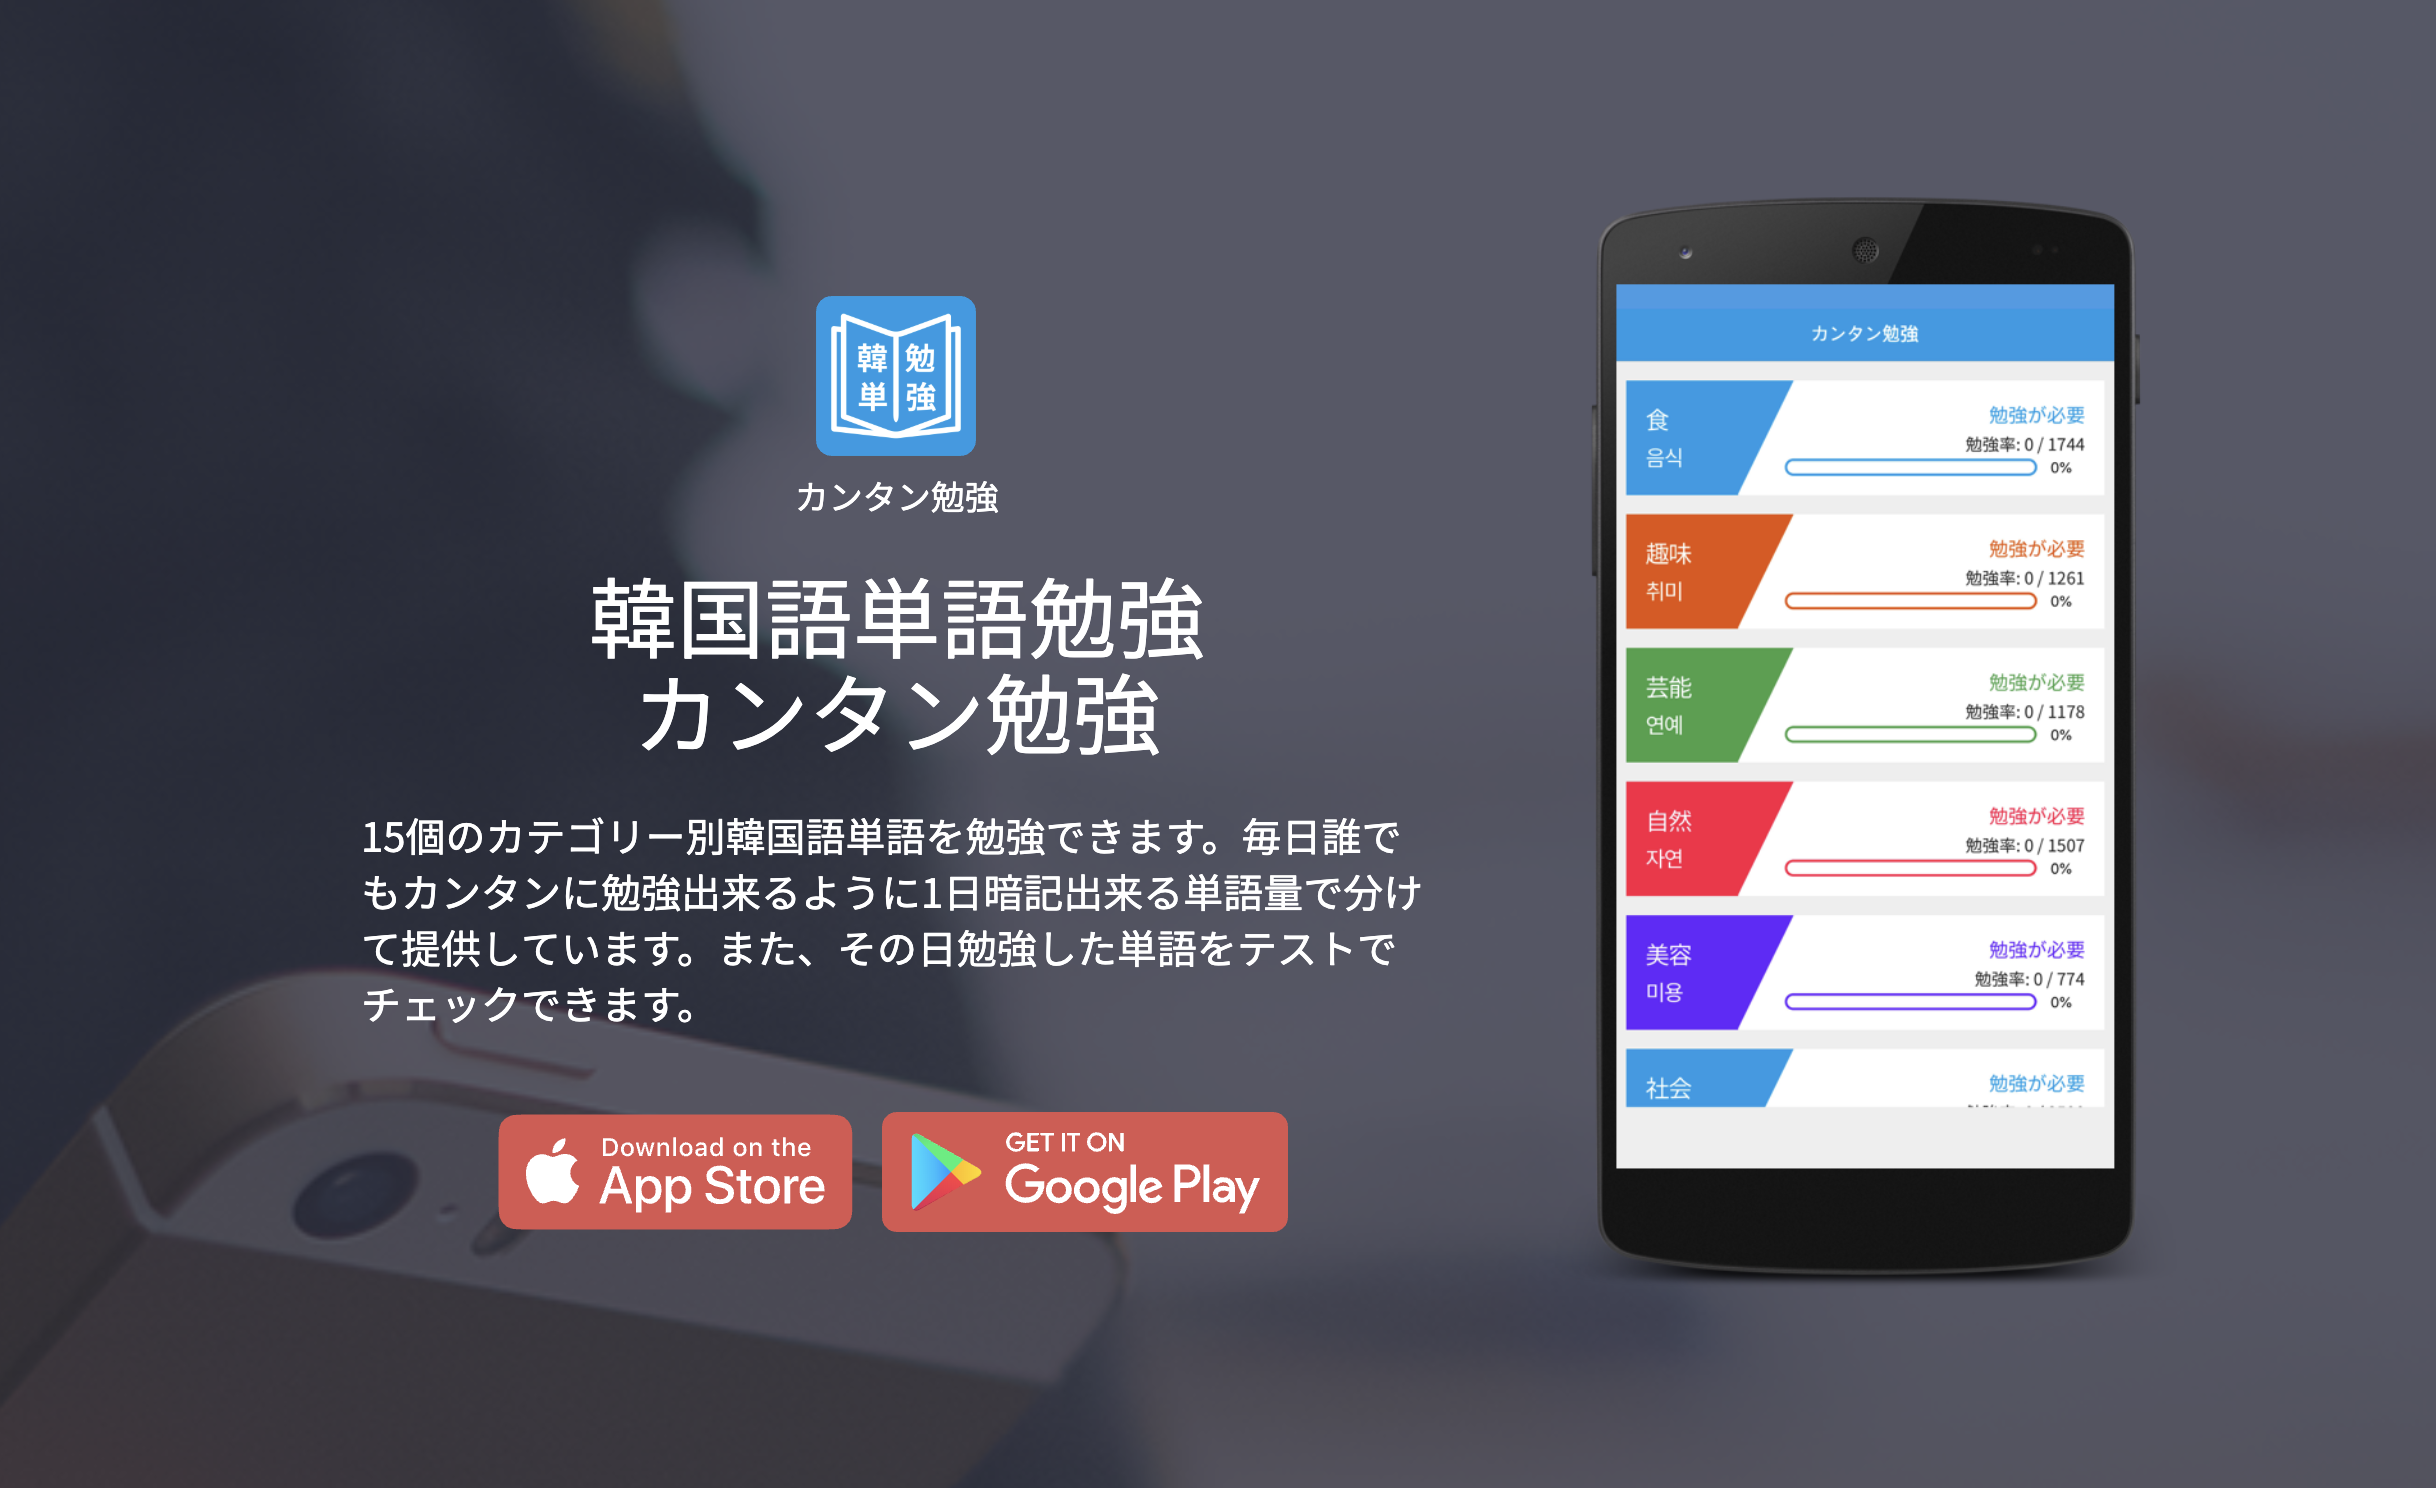 韓 勉
単 強
カンタン勉強
韓国語単語勉強
カンタン勉強
15個のカテゴリー別韓国語単語を勉強できます。毎日誰で
もカンタンに勉強出来るように1日暗記出来る単語量で分け
て提供しています。また、その日勉強した単語をテストで
チェックできます。
Download on the
App Store
GET IT ON
Google Play
カンタン勉強
食
음식
勉強が必要
勉強率: 0 / 1744
0%
趣味
취미
勉強が必要
勉強率: 0 / 1261
0%
芸能
연예
勉強が必要
勉強率: 0 / 1178
0%
自然
자연
勉強が必要
勉強率: 0 / 1507
0%
美容
미용
勉強が必要
勉強率: 0 / 774
0%
社会
勉強が必要